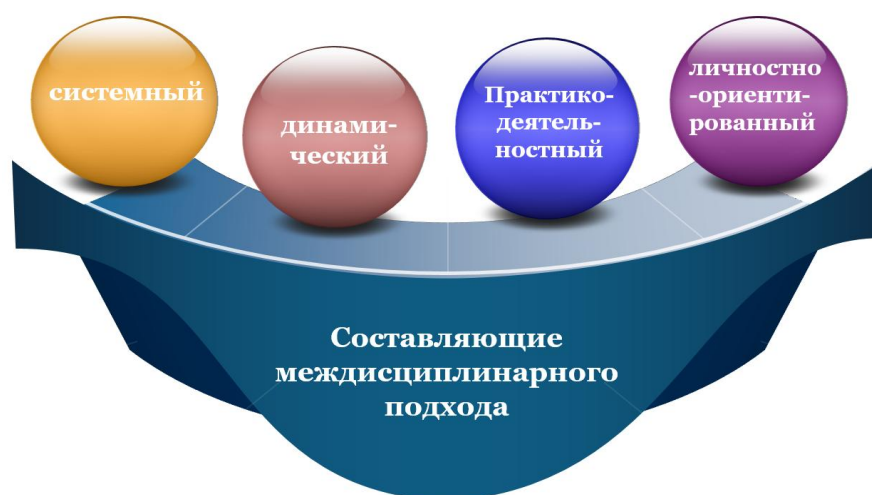 системный
динами-
ческий
Практико-
деятель-
ностный
личностно
-ориенти-
рованный
Составляющие
междисциплинарного
подхода